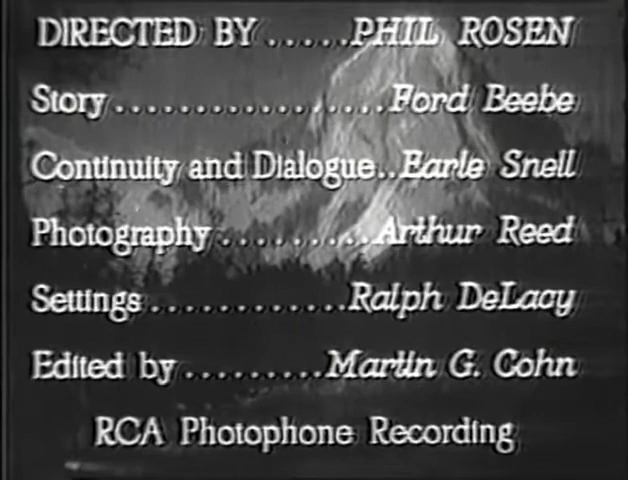 DIRECTED BY.....PHIL ROSEN
Story.................Ford Beebe
Continuity and Dialogue..Earle Snell
Photography..........Arthur Reed
Settings............Ralph DeLacy
Edited by.........Martin G. Cohn
RCA Photophone Recording